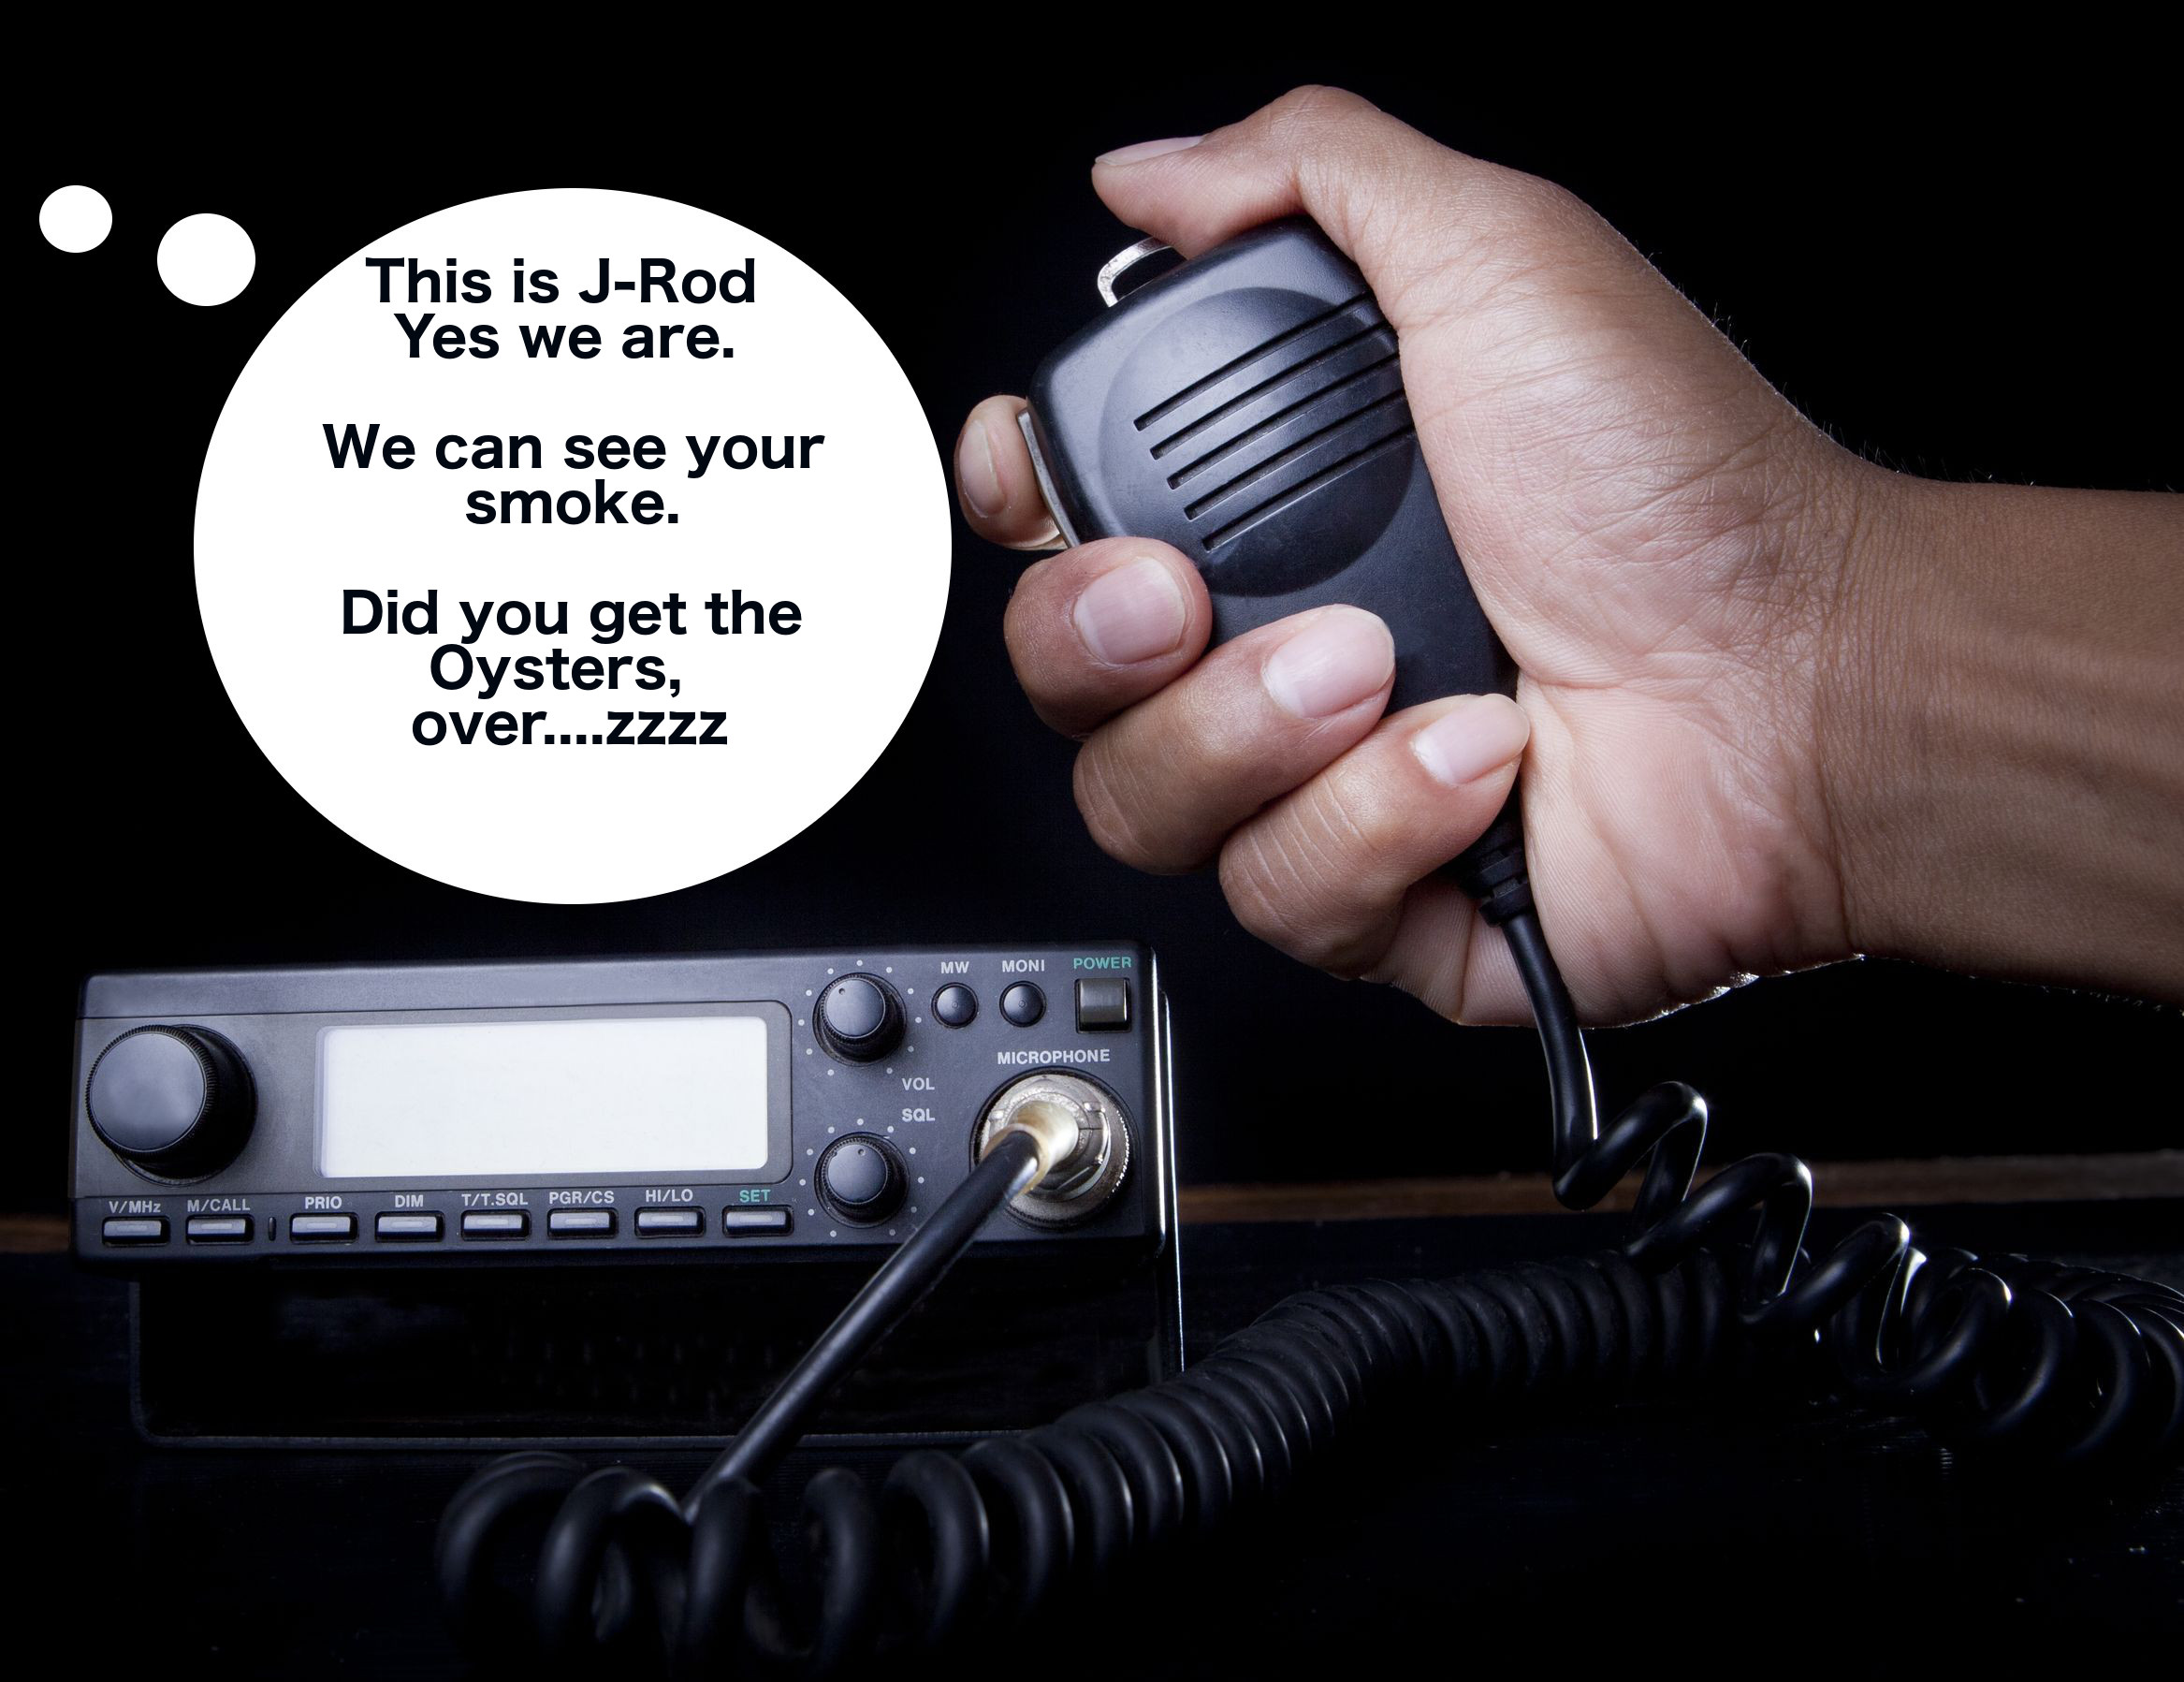 This is J-Rod
Yes we are.
We can see your
smoke.
Did you get the
Oysters,
over....zzzz
MW MONI POWER
MICROPHONE
VOL
SQL
V/MHz M/CALL PRIO DIM T/T.SQL PGR/CS HI/LO SET